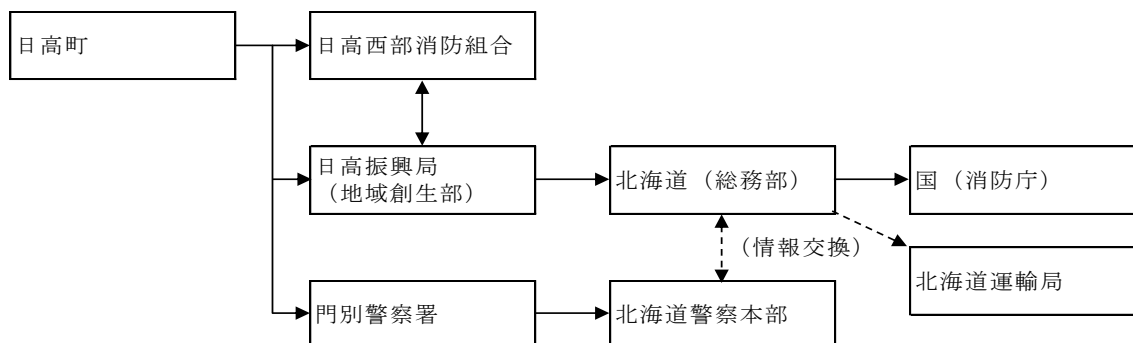 日高町
日高西部消防組合
日高振興局
（地域創生部）
北海道（総務部）
国（消防庁）
（情報交換）
北海道運輸局
門別警察署
北海道警察本部